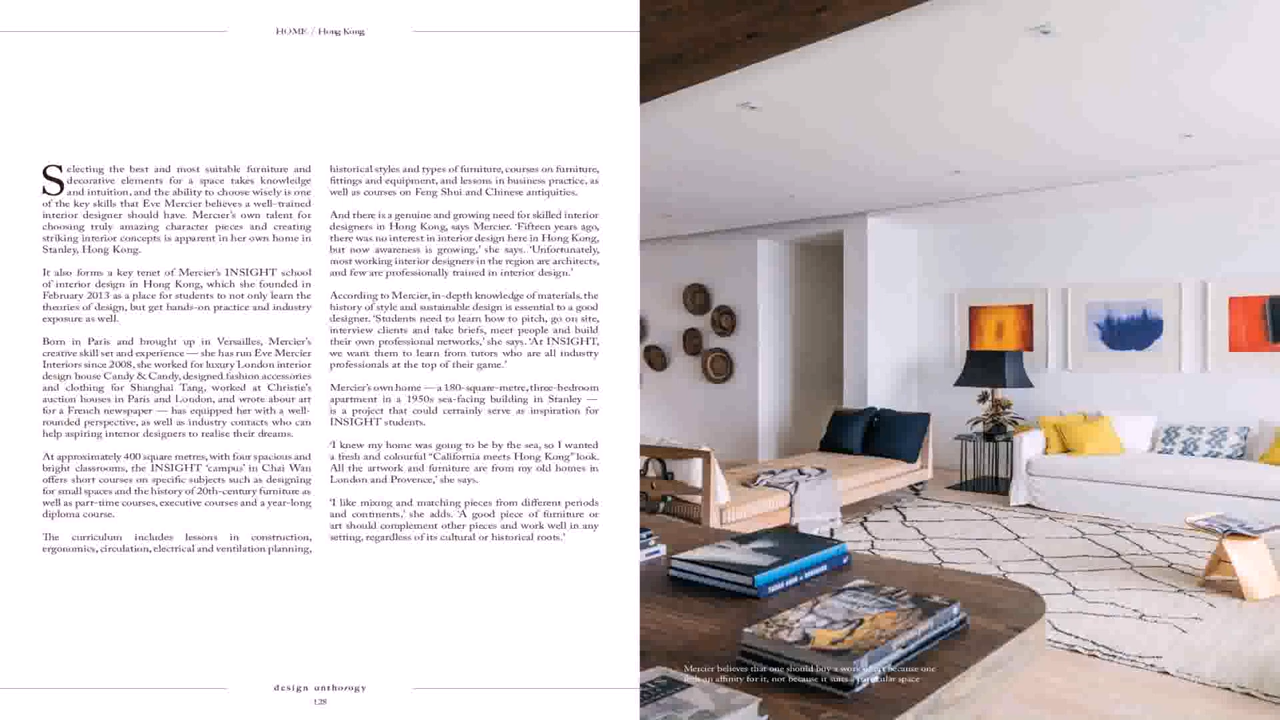 HOME / Hong Kong
Selecting the best and most suitable furniture and
decorative elements for a space takes knowledge
and intuition, and the ability to choose wisely is one
of the key skills that Eve Mercier believes a well-trained
interior designer should have. Mercier's own talent for
choosing truly amazing character pieces and creating
striking interior concepts is apparent in her own home in
Stanley, Hong Kong.
It also forms a key tenet of Mercier's INSIGHT school
of interior design in Hong Kong, which she founded in
February 2013 as a place for students to not only learn the
theories of design, but get hands-on practice and industry
exposure as well.
Born in Paris and brought up in Versailles, Mercier's
creative skill set and experience — she has run Eve Mercier
Interiors since 2008, she worked for luxury London interior
design house Candy & Candy, designed fashion accessories
and clothing for Shanghai Tang, worked at Christie's
auction houses in Paris and London, and wrote about art
for a French newspaper — has equipped her with a well-
rounded perspective, as well as industry contacts who can
help aspiring interior designers to realise their dreams.
At approximately 400 square metres, with four spacious and
bright classrooms, the INSIGHT 'campus' in Chai Wan
offers short courses on specific subjects such as designing
for small spaces and the history of 20th-century furniture as
well as part-time courses, executive courses and a year-long
diploma course.
The curriculum includes lessons in construction,
ergonomics, circulation, electrical and ventilation planning,
historical styles and types of furniture, courses on furniture,
fittings and equipment, and lessons in business practice, as
well as courses on Feng Shui and Chinese antiquities.
And there is a genuine and growing need for skilled interior
designers in Hong Kong, says Mercier. 'Fifteen years ago,
there was no interest in interior design here in Hong Kong,
but now awareness is growing,' she says. 'Unfortunately,
most working interior designers in the region are architects,
and few are professionally trained in interior design.'
According to Mercier, in-depth knowledge of materials, the
history of style and sustainable design is essential to a good
designer. 'Students need to learn how to pitch, go on site,
interview clients and take briefs, meet people and build
their own professional networks,' she says. 'At INSIGHT,
we want them to learn from tutors who are all industry
professionals at the top of their game.'
Mercier's own home — a 180-square-metre, three-bedroom
apartment in a 1950s sea-facing building in Stanley —
is a project that could certainly serve as inspiration for
INSIGHT students.
'I knew my home was going to be by the sea, so I wanted
a fresh and colourful "California meets Hong Kong" look.
All the artwork and furniture are from my old homes in
London and Provence,' she says.
'I like mixing and matching pieces from different periods
and continents,' she adds. 'A good piece of furniture or
art should complement other pieces and work well in any
setting, regardless of its cultural or historical roots.'
design anthology
128
Mercier believes that one should buy a work because one
an affinity for it, not because it suits a particular space